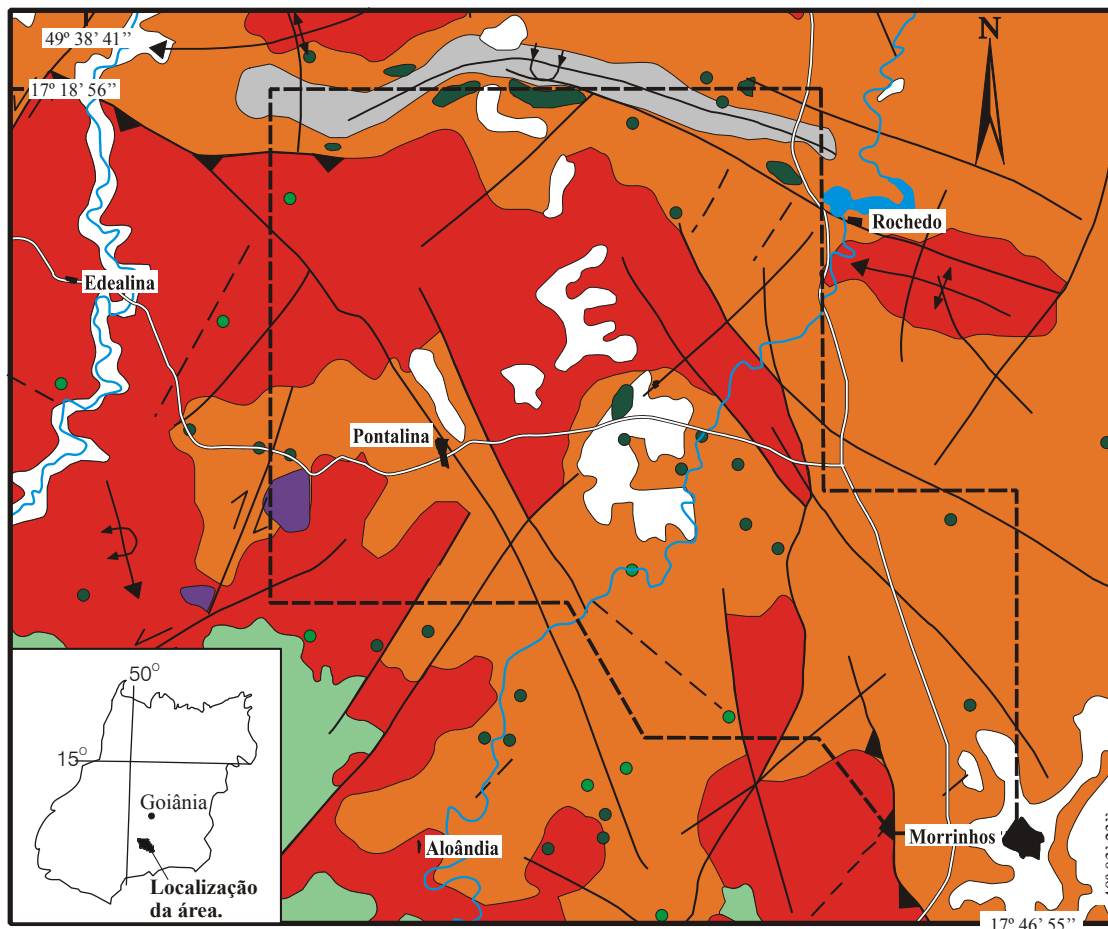 49º 38' 41’’
N
17º 18' 56’’
Rochedo
Edealina
Pontalina
50º
15º
Goiânia
Localização
da área.
Aloândia
Morrinhos
17º 46' 55’’